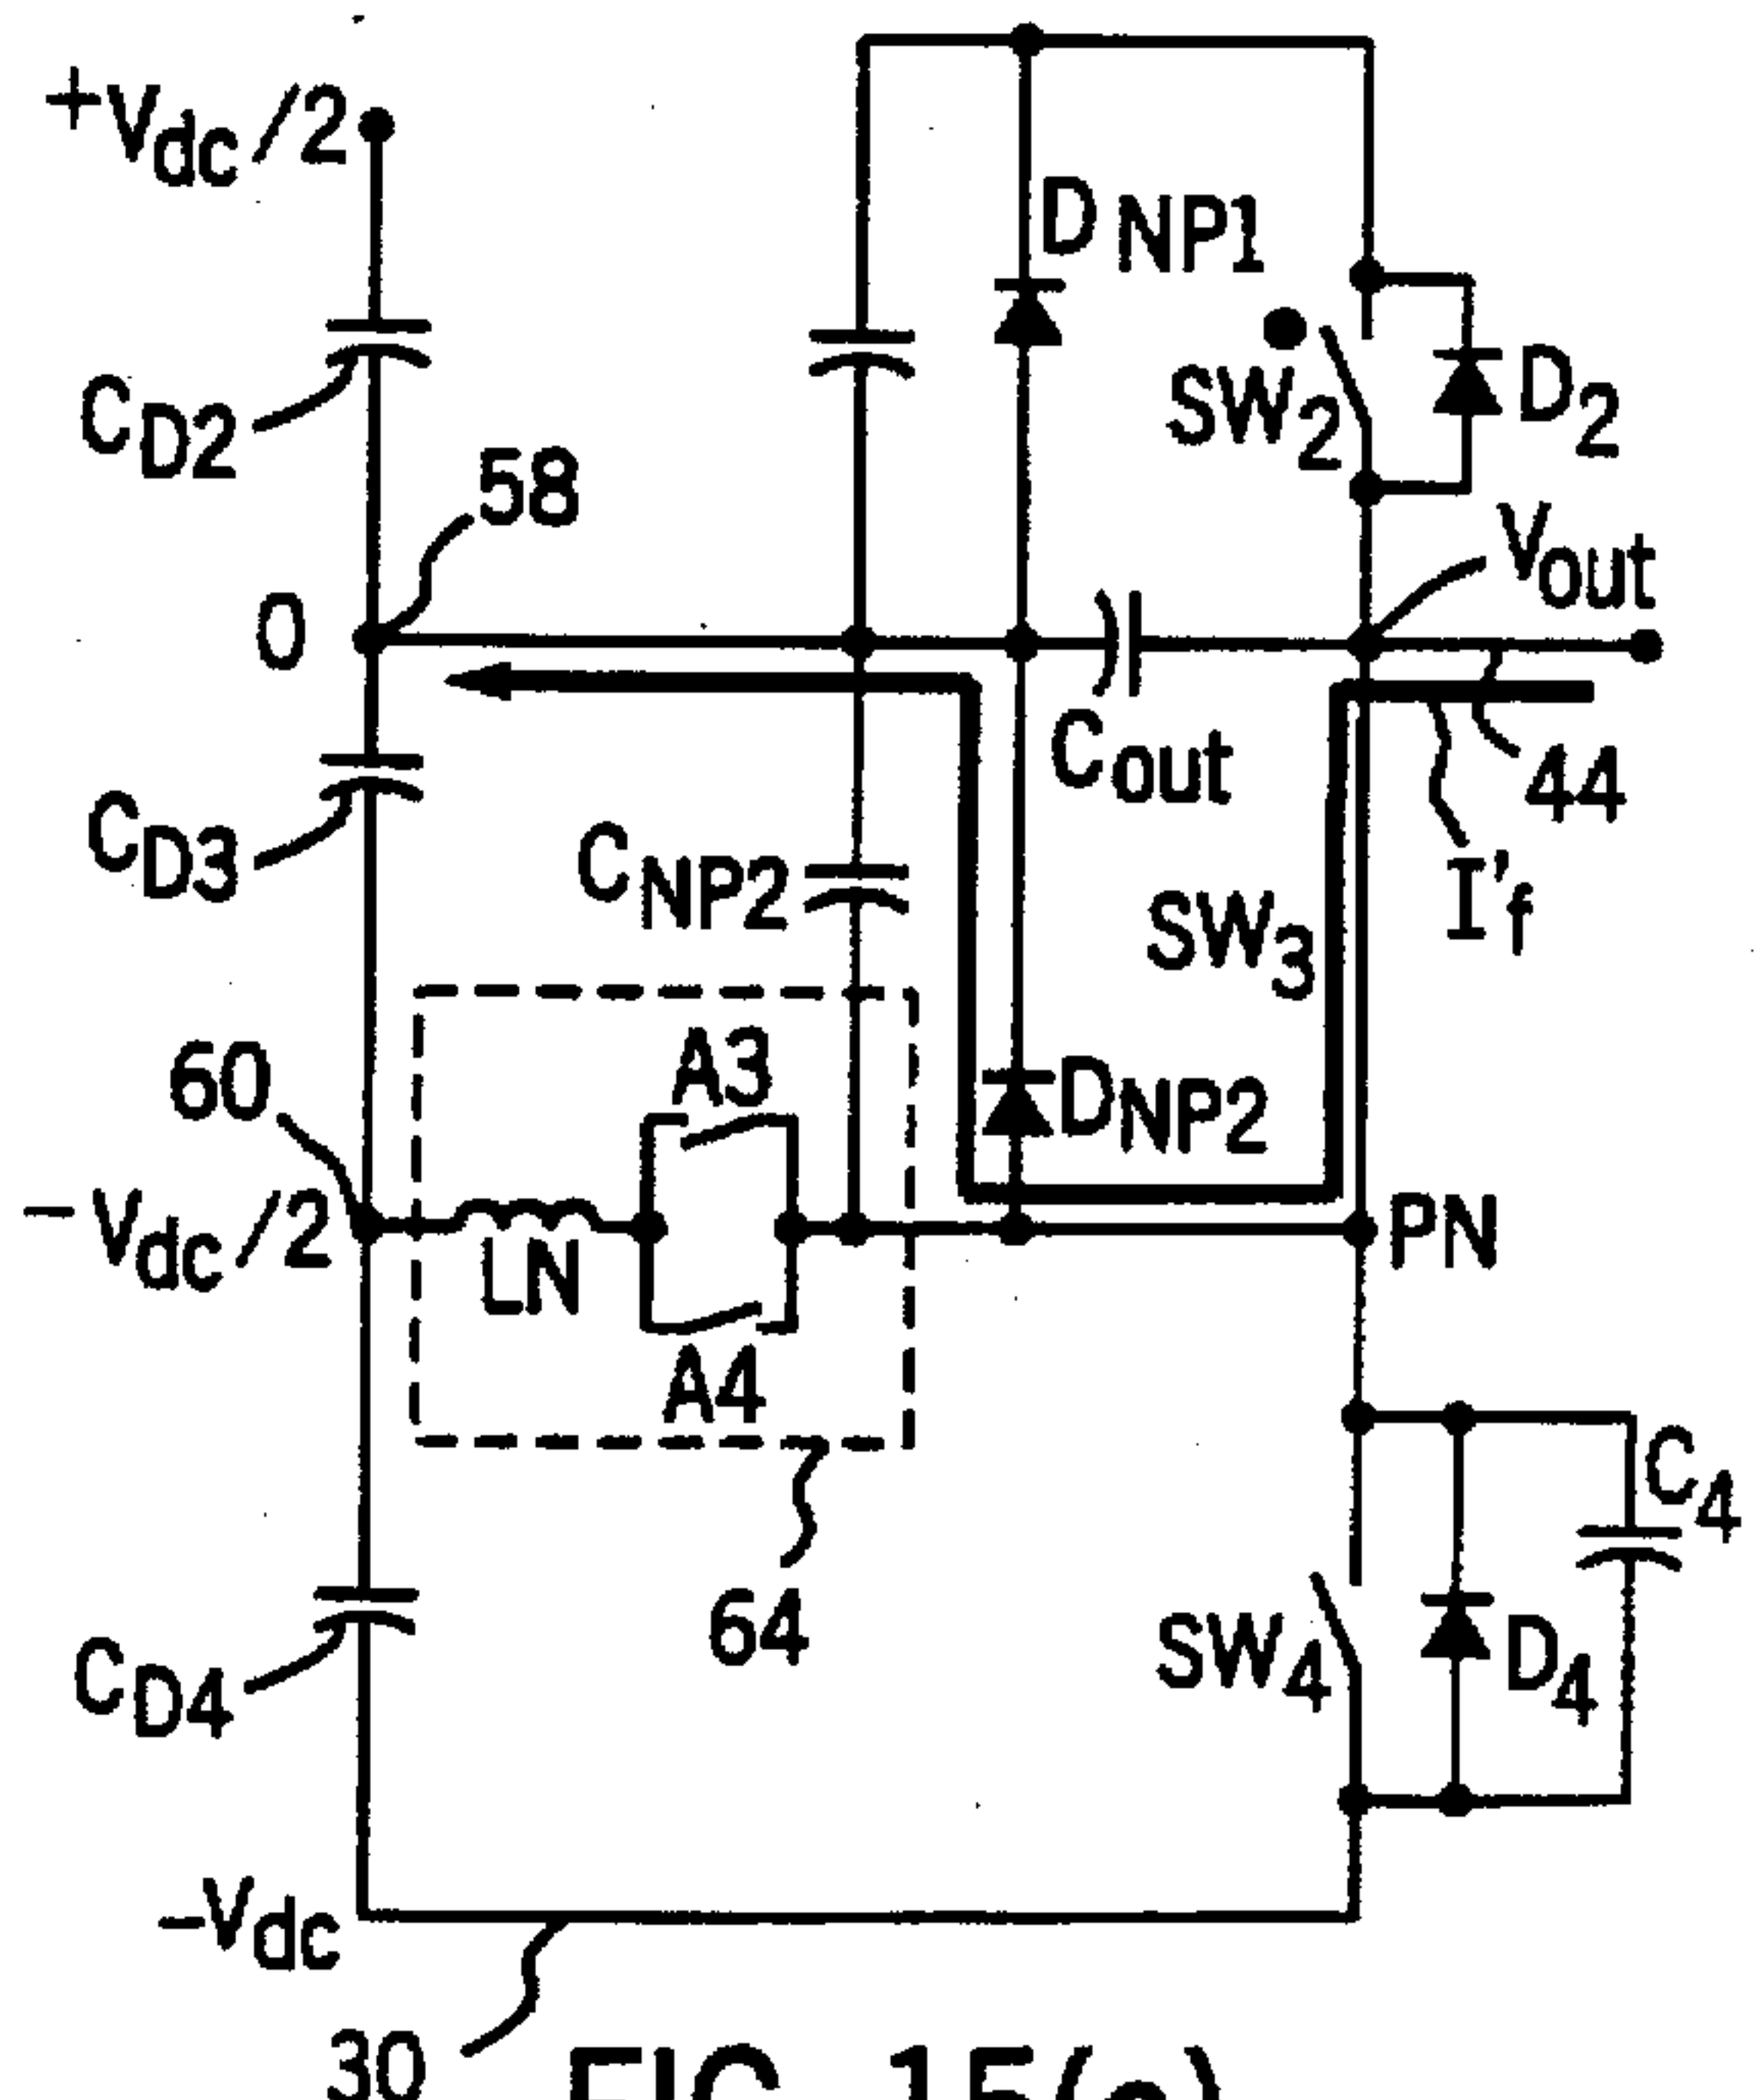 +Vdc/2
DNP1
CD2
SW2
D2
58
Vout
0
Cout
44
CD3
CNP2
SW3
I'f
60
A3
DNP2
-Vdc/2
LN
PN
A4
C4
64
SW4
D4
CD4
-Vdc
30